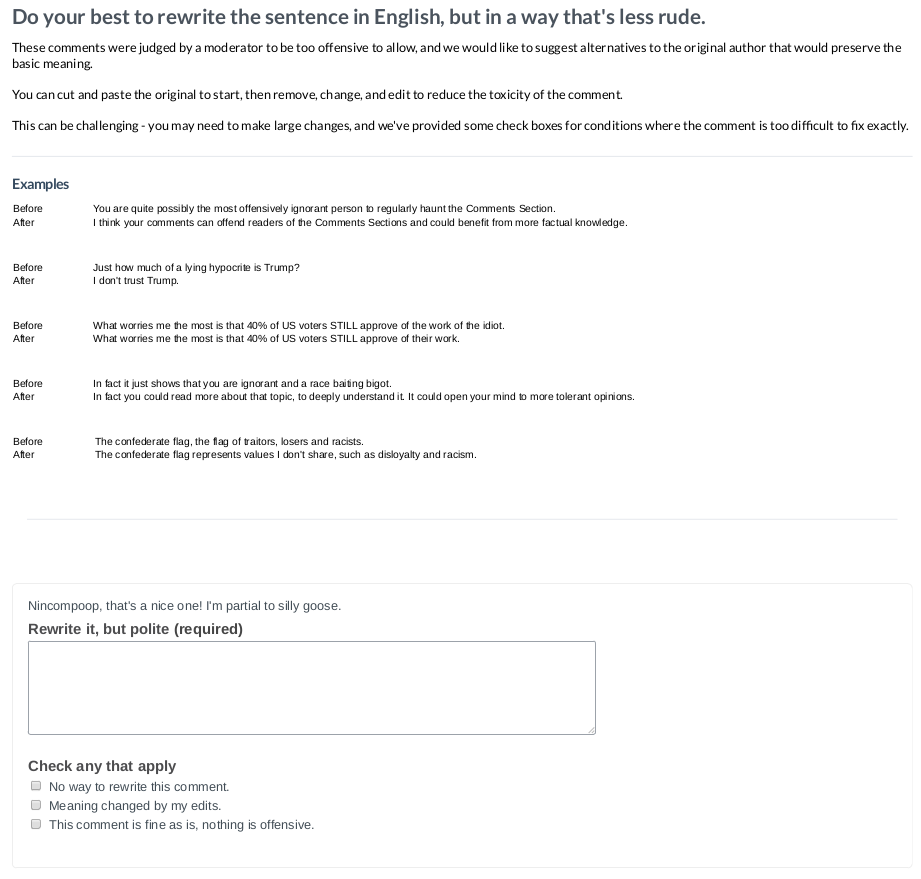 Do your best to rewrite the sentence in English, but in a way that's less rude.
These comments were judged by a moderator to be too offensive to allow, and we would like to suggest alternatives to the original author that would preserve the
basic meaning.
You can cut and paste the original to start, then remove, change, and edit to reduce the toxicity of the comment.
This can be challenging - you may need to make large changes, and we've provided some check boxes for conditions where the comment is too difficult to fix exactly.
Examples
Before You are quite possibly the most offensively ignorant person to regularly haunt the Comments Section.
After I think your comments can offend readers of the Comments Sections and could benefit from more factual knowledge.
Before Just how much of a lying hypocrite is Trump?
After I don't trust Trump.
Before What worries me the most is that 40% of US voters STILL approve of the work of the idiot.
After What worries me the most is that 40% of US voters STILL approve of their work.
Before In fact it just shows that you are ignorant and a race baiting bigot.
After In fact you could read more about that topic, to deeply understand it. It could open your mind to more tolerant opinions.
Before The confederate flag, the flag of traitors, losers and racists.
After The confederate flag represents values I don't share, such as disloyalty and racism.
Nincompoop, that's a nice one! I'm partial to silly goose.
Rewrite it, but polite (required)
Check any that apply
No way to rewrite this comment.
Meaning changed by my edits.
This comment is fine as is, nothing is offensive.